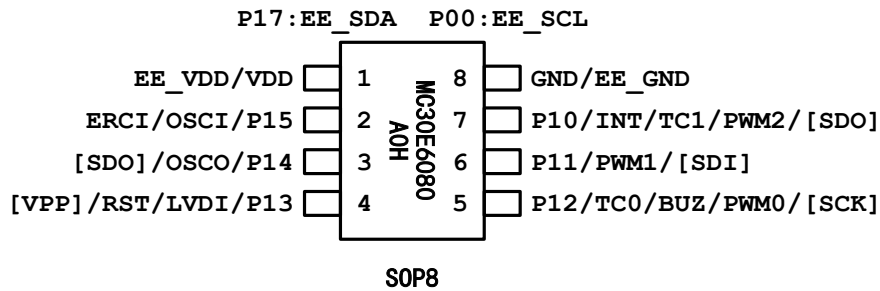 P17:EE_SDA P00:EE_SCL
EE_VDD/VDD 1 8 GND/EE_GND
ERCI/OSCI/P15 2 7 P10/INT/TC1/PWM2/[SDO]
[SDO]/OSCO/P14 3 6 P11/PWM1/[SDI]
[VPP]/RST/LVDI/P13 4 5 P12/TC0/BUZ/PWM0/[SCK]
MC30E6080
A0H
SOP8